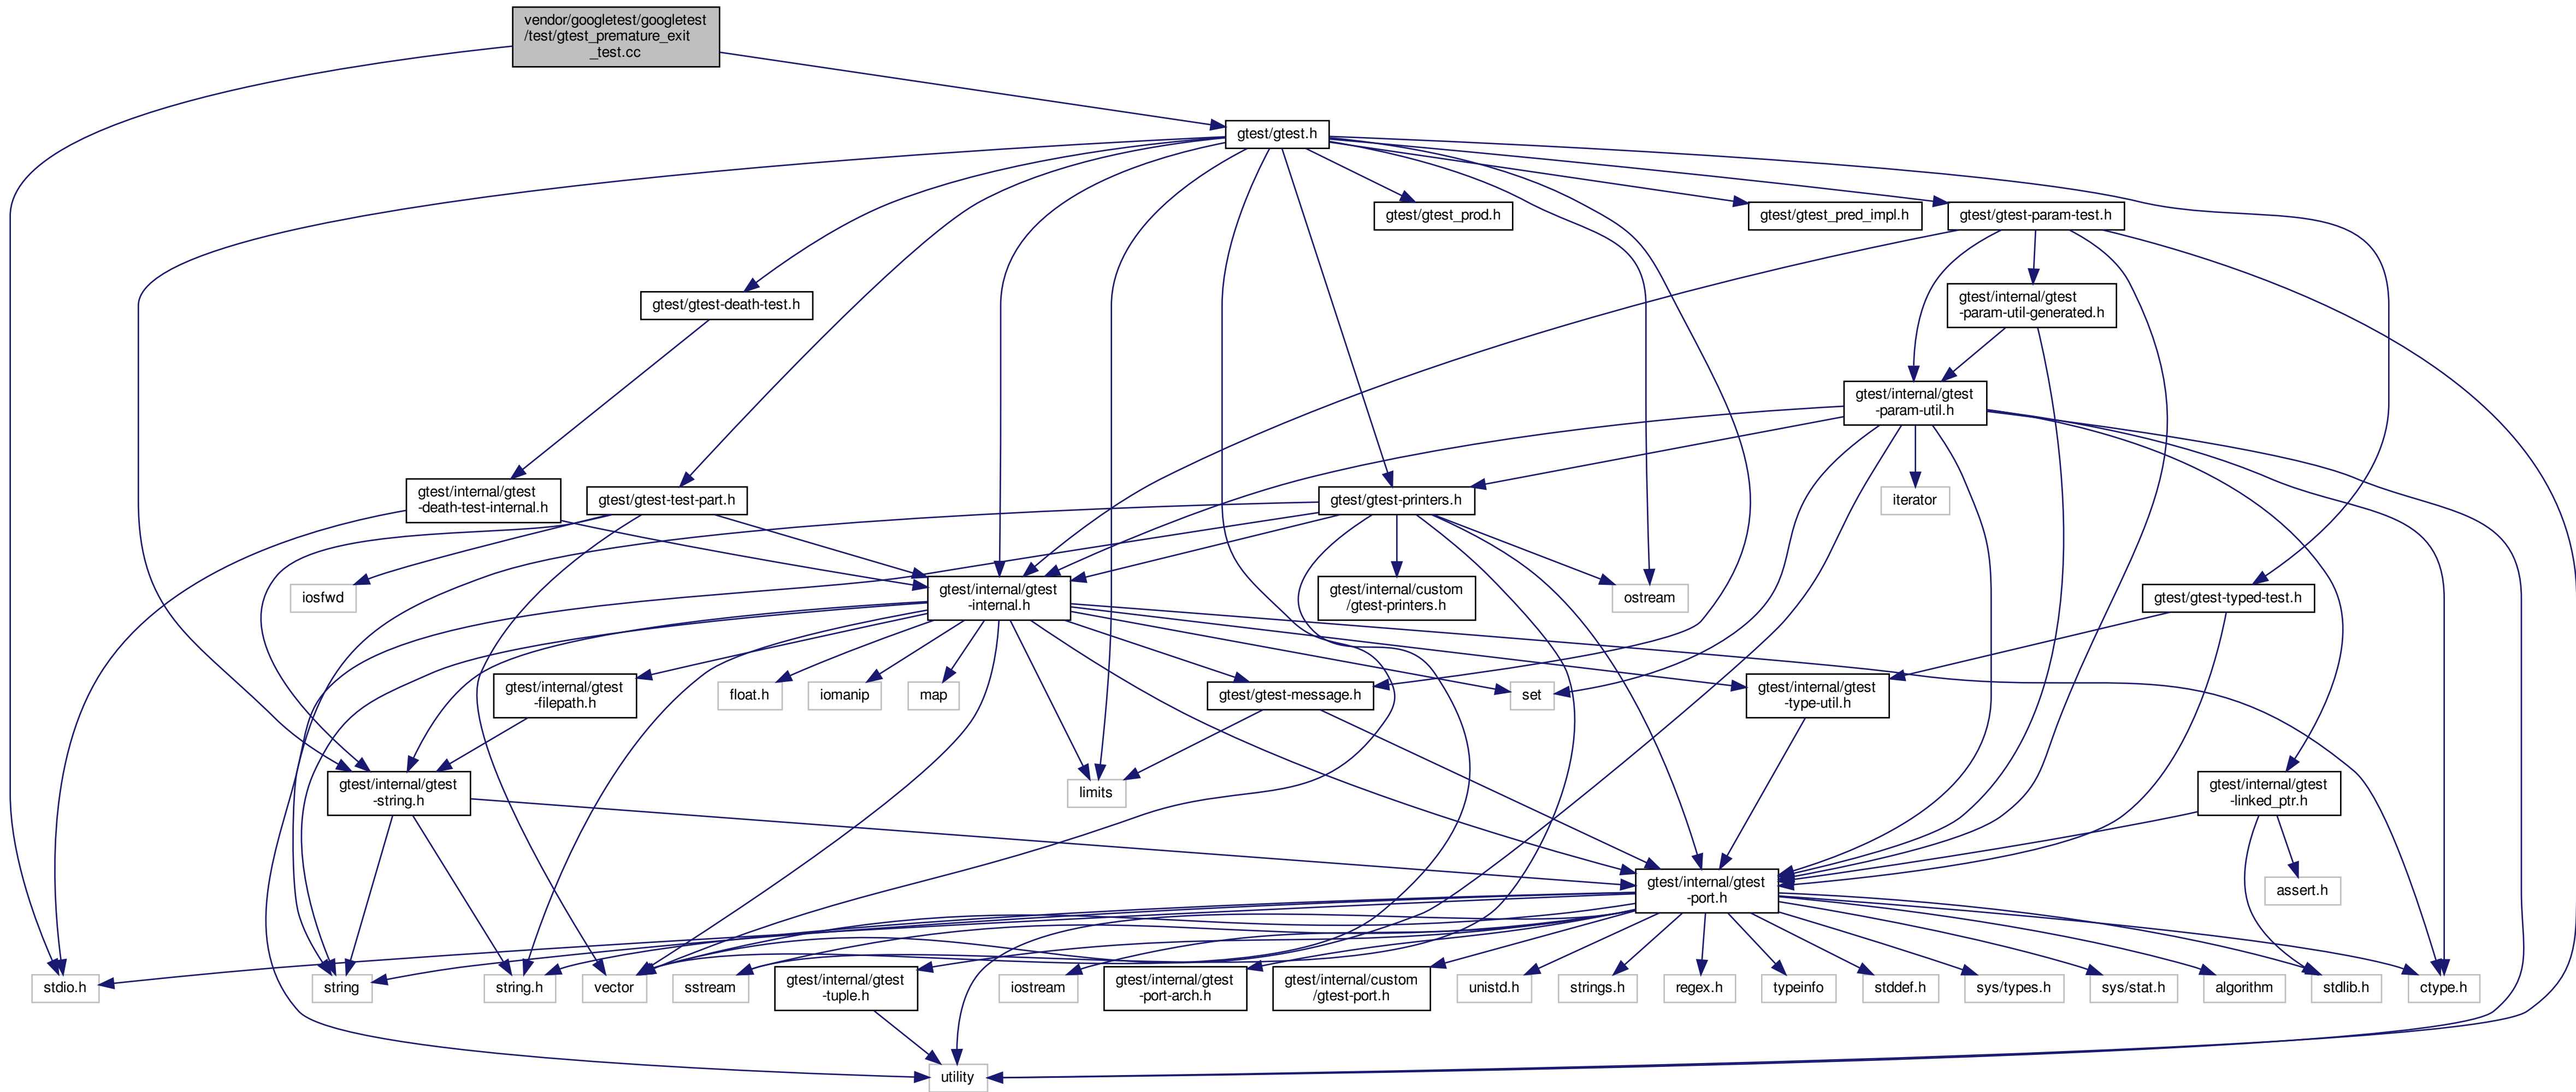 vendor/googletest/googletest
/test/gtest_premature_exit
_test.cc
gtest/gtest.h
gtest/gtest_prod.h
gtest/gtest_pred_impl.h
gtest/gtest-param-test.h
gtest/gtest-death-test.h
gtest/internal/gtest
-param-util-generated.h
gtest/internal/gtest
-param-util.h
gtest/internal/gtest
-death-test-internal.h
gtest/gtest-test-part.h
gtest/gtest-printers.h
iterator
iosfwd
gtest/internal/gtest
-internal.h
gtest/internal/custom
/gtest-printers.h
ostream
gtest/gtest-typed-test.h
gtest/internal/gtest
-filepath.h
float.h
iomanip
map
gtest/gtest-message.h
set
gtest/internal/gtest
-type-util.h
gtest/internal/gtest
-string.h
limits
gtest/internal/gtest
-linked_ptr.h
gtest/internal/gtest
-port.h
assert.h
stdio.h
string
string.h
vector
sstream
gtest/internal/gtest
-tuple.h
iostream
gtest/internal/gtest
-port-arch.h
gtest/internal/custom
/gtest-port.h
unistd.h
strings.h
regex.h
typeinfo
stddef.h
sys/types.h
sys/stat.h
algorithm
stdlib.h
ctype.h
utility